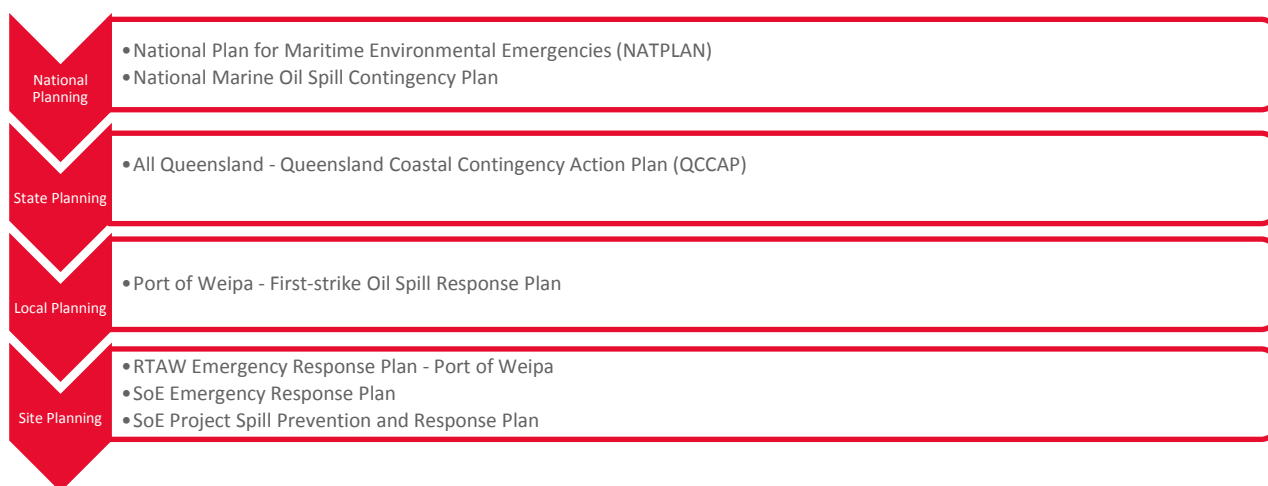 National
Planning
•National Plan for Maritime Environmental Emergencies (NATPLAN)
•National Marine Oil Spill Contingency Plan
State Planning
•All Queensland - Queensland Coastal Contingency Action Plan (QCCAP)
Local Planning
•Port of Weipa - First-strike Oil Spill Response Plan
Site Planning
•RTAW Emergency Response Plan - Port of Weipa
•SoE Emergency Response Plan
•SoE Project Spill Prevention and Response Plan